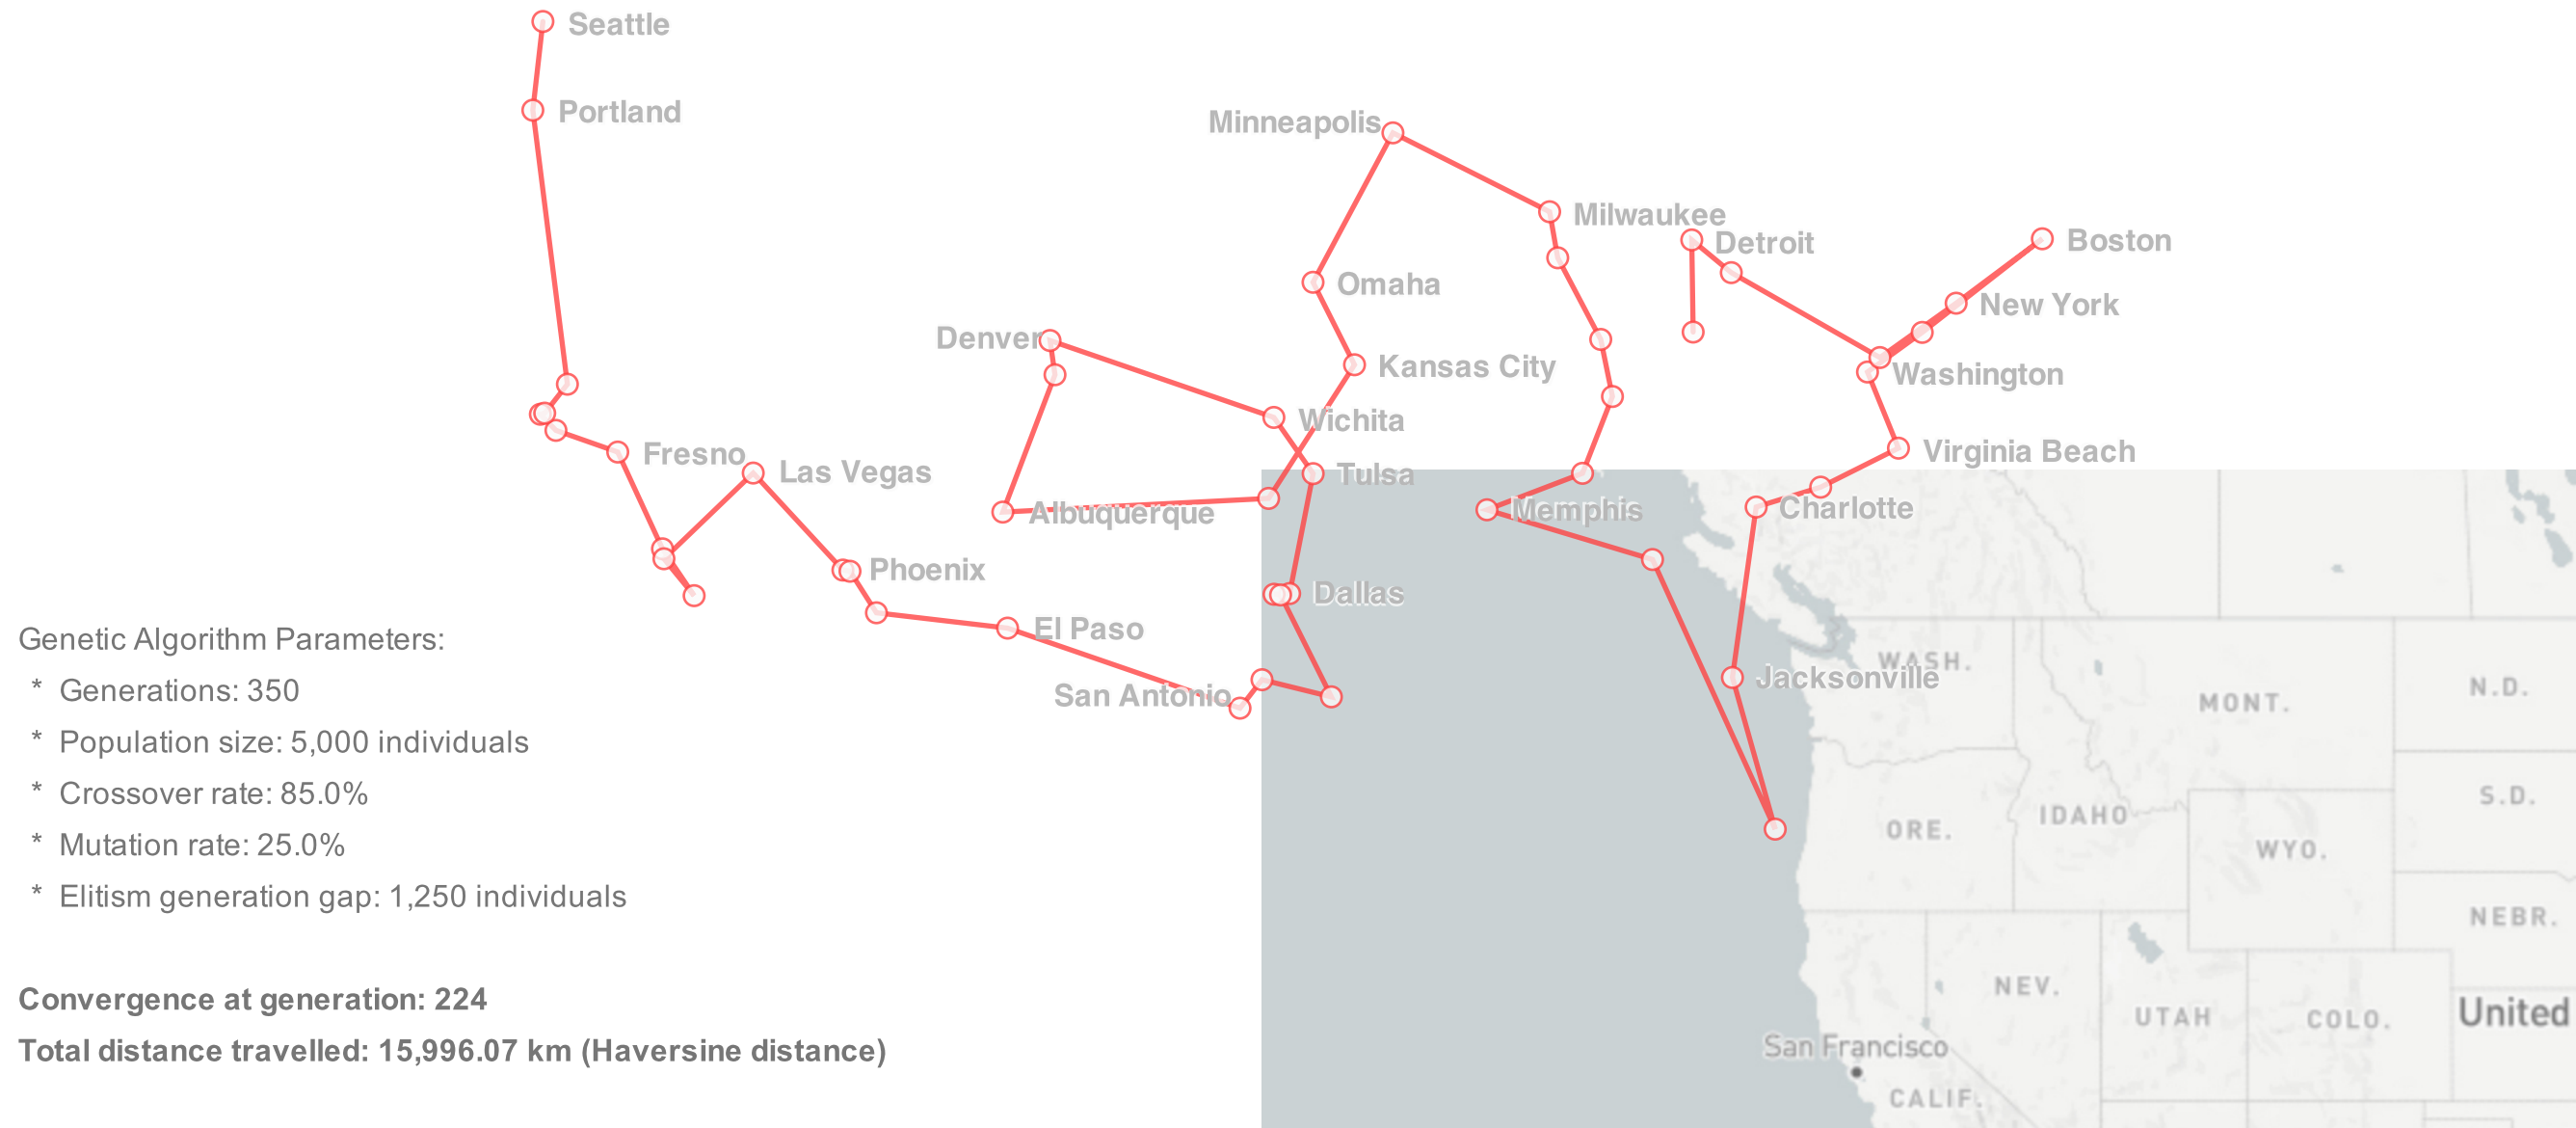 Seattle
Portland
Minneapolis
Milwaukee
Detroit
Boston
Omaha
New York
Denver
Kansas City
Washington
Wichita
Fresno
Las Vegas
Tulsa
Virginia Beach
Albuquerque
Memphis
Charlotte
Phoenix
Dallas
El Paso
San Antonio
Jacksonville
WASH.
MONT.
N.D.
ORE.
IDAHO
WYO.
S.D.
NEBR.
NEV.
UTAH
COLO.
United
San Francisco
CALIF.
Genetic Algorithm Parameters:
* Generations: 350
* Population size: 5,000 individuals
* Crossover rate: 85.0%
* Mutation rate: 25.0%
* Elitism generation gap: 1,250 individuals
Convergence at generation: 224
Total distance travelled: 15,996.07 km (Haversine distance)